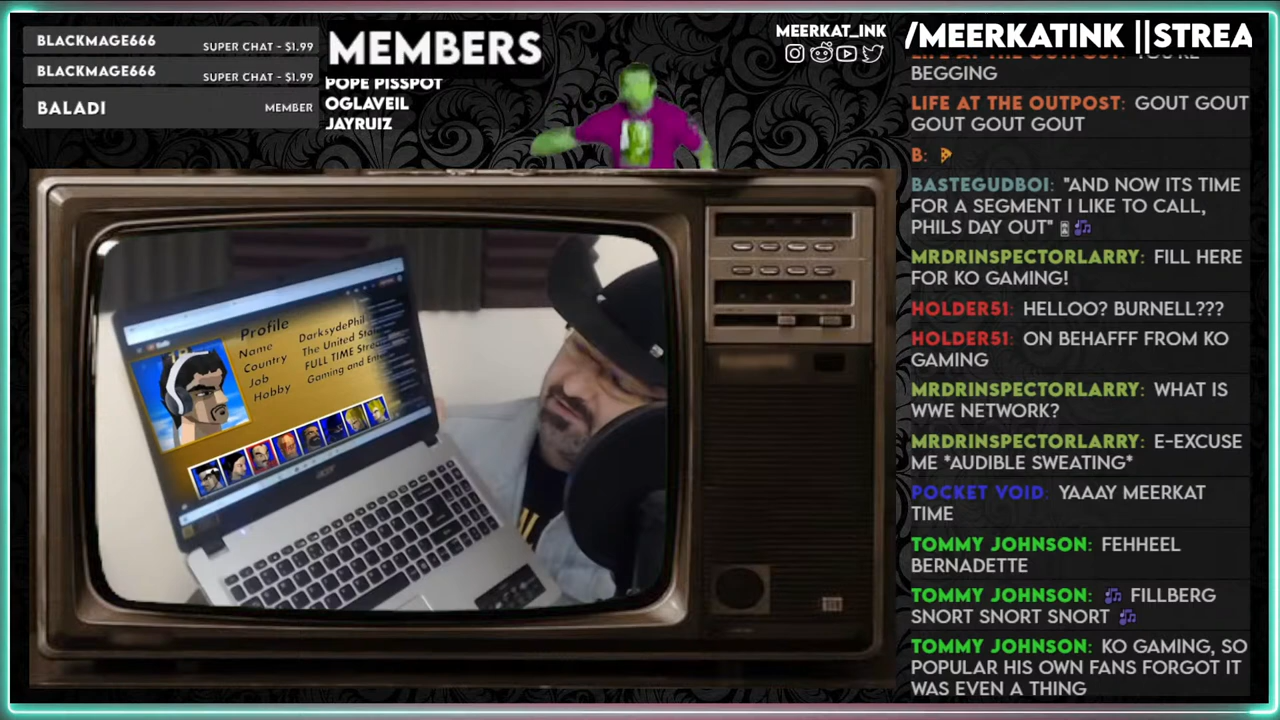 BLACKMAGE666
SUPER CHAT - $1.99
BLACKMAGE666
SUPER CHAT - $1.99
BALADI
MEMBER
MEMBERS
POPE PISSPOT
OGLAVEIL
JAYRUIZ
MEERKAT_INK
/MEERKATINK ||STREA
BEGGING
LIFE AT THE OUTPOST: GOUT GOUT
GOUT GOUT GOUT
B:
BASTEGUDBOI: "AND NOW ITS TIME
FOR A SEGMENT I LIKE TO CALL,
PHILS DAY OUT"
MRDRINSPECTORLARRY: FILL HERE
FOR KO GAMING!
HOLDER51: HELLOO? BURNELL???
HOLDER51: ON BEHAFFF FROM KO
GAMING
MRDRINSPECTORLARRY: WHAT IS
WWE NETWORK?
MRDRINSPECTORLARRY: E-EXCUSE
ME *AUDIBLE SWEATING*
POCKET VOID: YAAAY MEERKAT
TIME
TOMMY JOHNSON: FEHHEEL
BERNADETTE
TOMMY JOHNSON: FILLBERG
SNORT SNORT SNORT
TOMMY JOHNSON: KO GAMING, SO
POPULAR HIS OWN FANS FORGOT IT
WAS EVEN A THING
Profile
Name DarksydePhil
Country The United
Job FULL TIME
Hobby Gaming and
acer